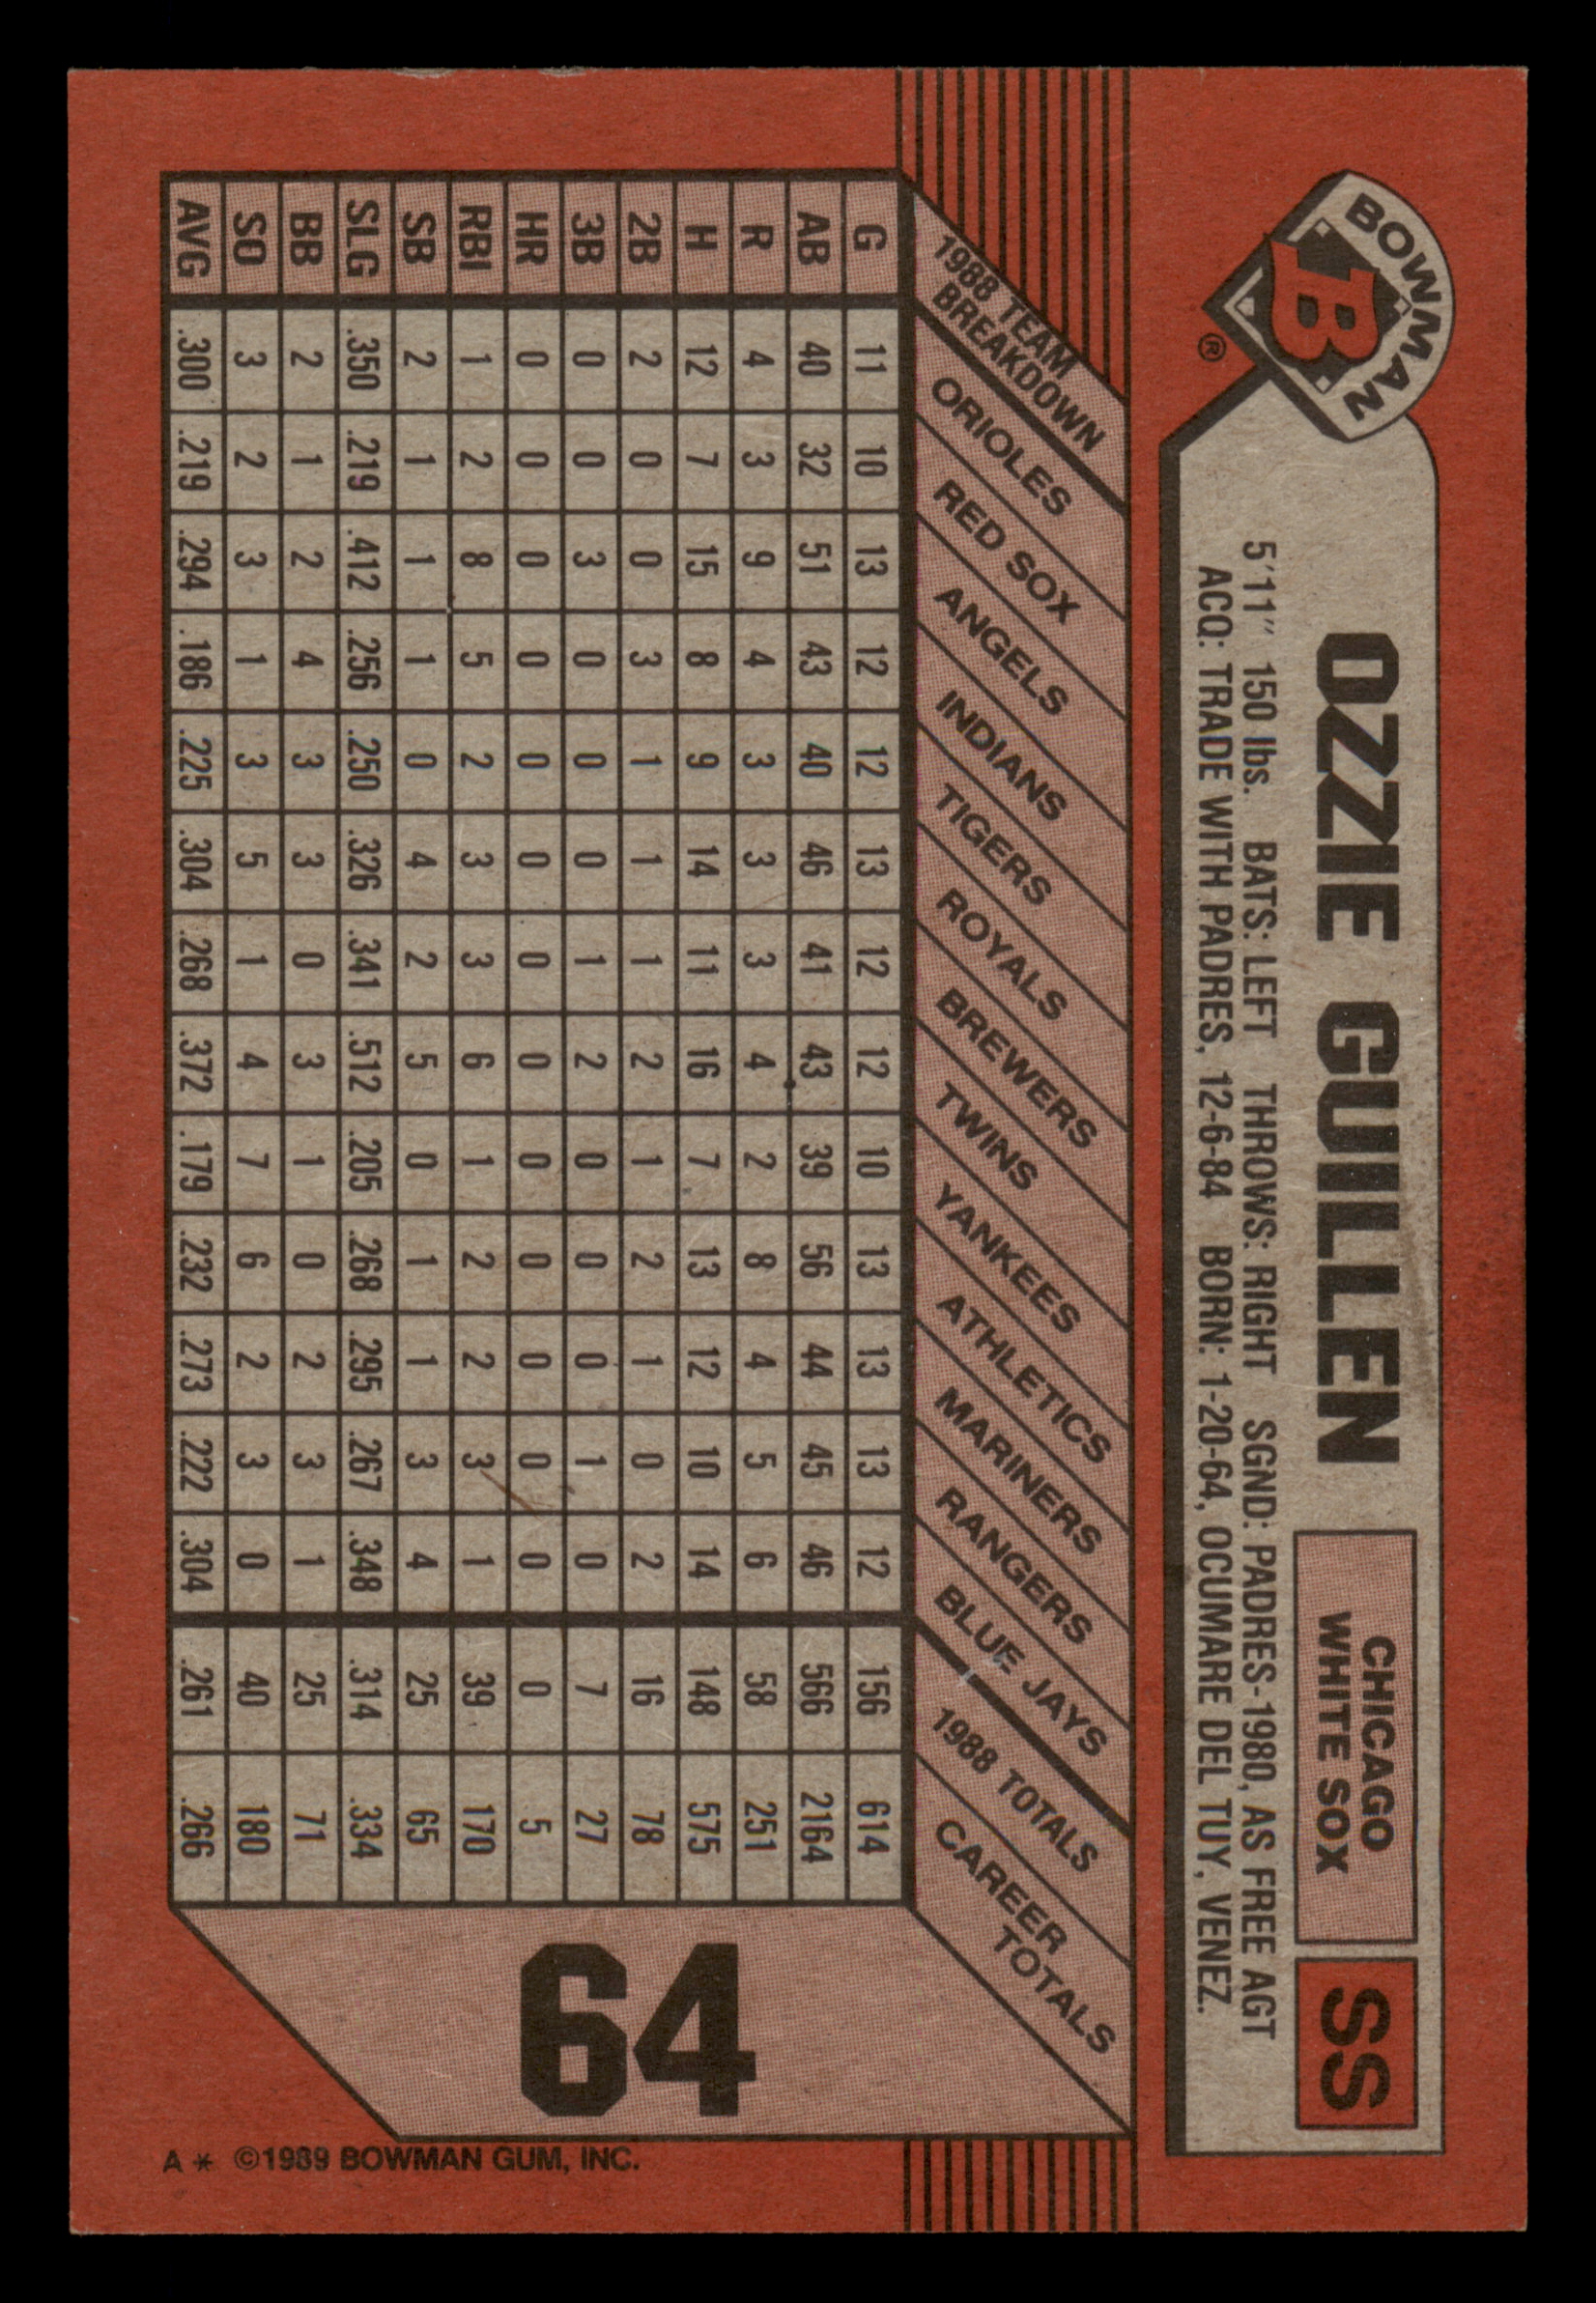 BOWMAN
B
®
OZZIE GUILLEN
CHICAGO
WHITE SOX
SS
5'11" 150 lbs. BATS: LEFT THROWS: RIGHT SGND: PADRES-1980, AS FREE AGT
ACQ: TRADE WITH PADRES, 12-6-84 BORN: 1-20-64, OCUMARE DEL TUY, VENEZ.
1988 TEAM BREAKDOWN ORIOLES RED SOX ANGELS INDIANS TIGERS ROYALS BREWERS TWINS YANKEES ATHLETICS MARINERS RANGERS BLUE JAYS 1988 TOTALS CAREER TOTALS
G 11 10 13 12 12 13 12 12 10 13 13 13 12 156 614
AB 40 32 51 43 40 46 41 43 39 56 44 45 46 566 2164
R 4 3 9 4 3 3 3 4 2 8 4 5 6 58 251
H 12 7 15 8 9 14 11 16 7 13 12 10 14 148 575
2B 2 0 0 3 1 1 1 2 1 2 1 0 2 16 78
3B 0 0 3 0 0 0 1 2 0 0 0 1 0 7 27
HR 0 0 0 0 0 0 0 0 0 0 0 0 0 0 5
RBI 1 2 8 5 2 3 3 6 1 2 2 3 1 39 170
SB 2 1 1 1 0 4 2 5 0 1 1 3 4 25 65
SLG .350 .219 .412 .256 .250 .326 .341 .512 .205 .268 .295 .267 .348 .314 .334
BB 2 1 2 4 3 3 0 3 1 0 2 3 1 25 71
SO 3 2 3 1 3 5 1 4 7 6 2 3 0 40 180
AVG .300 .219 .294 .186 .225 .304 .268 .372 .179 .232 .273 .222 .304 .261 .266
64
A * ©1989 BOWMAN GUM, INC.